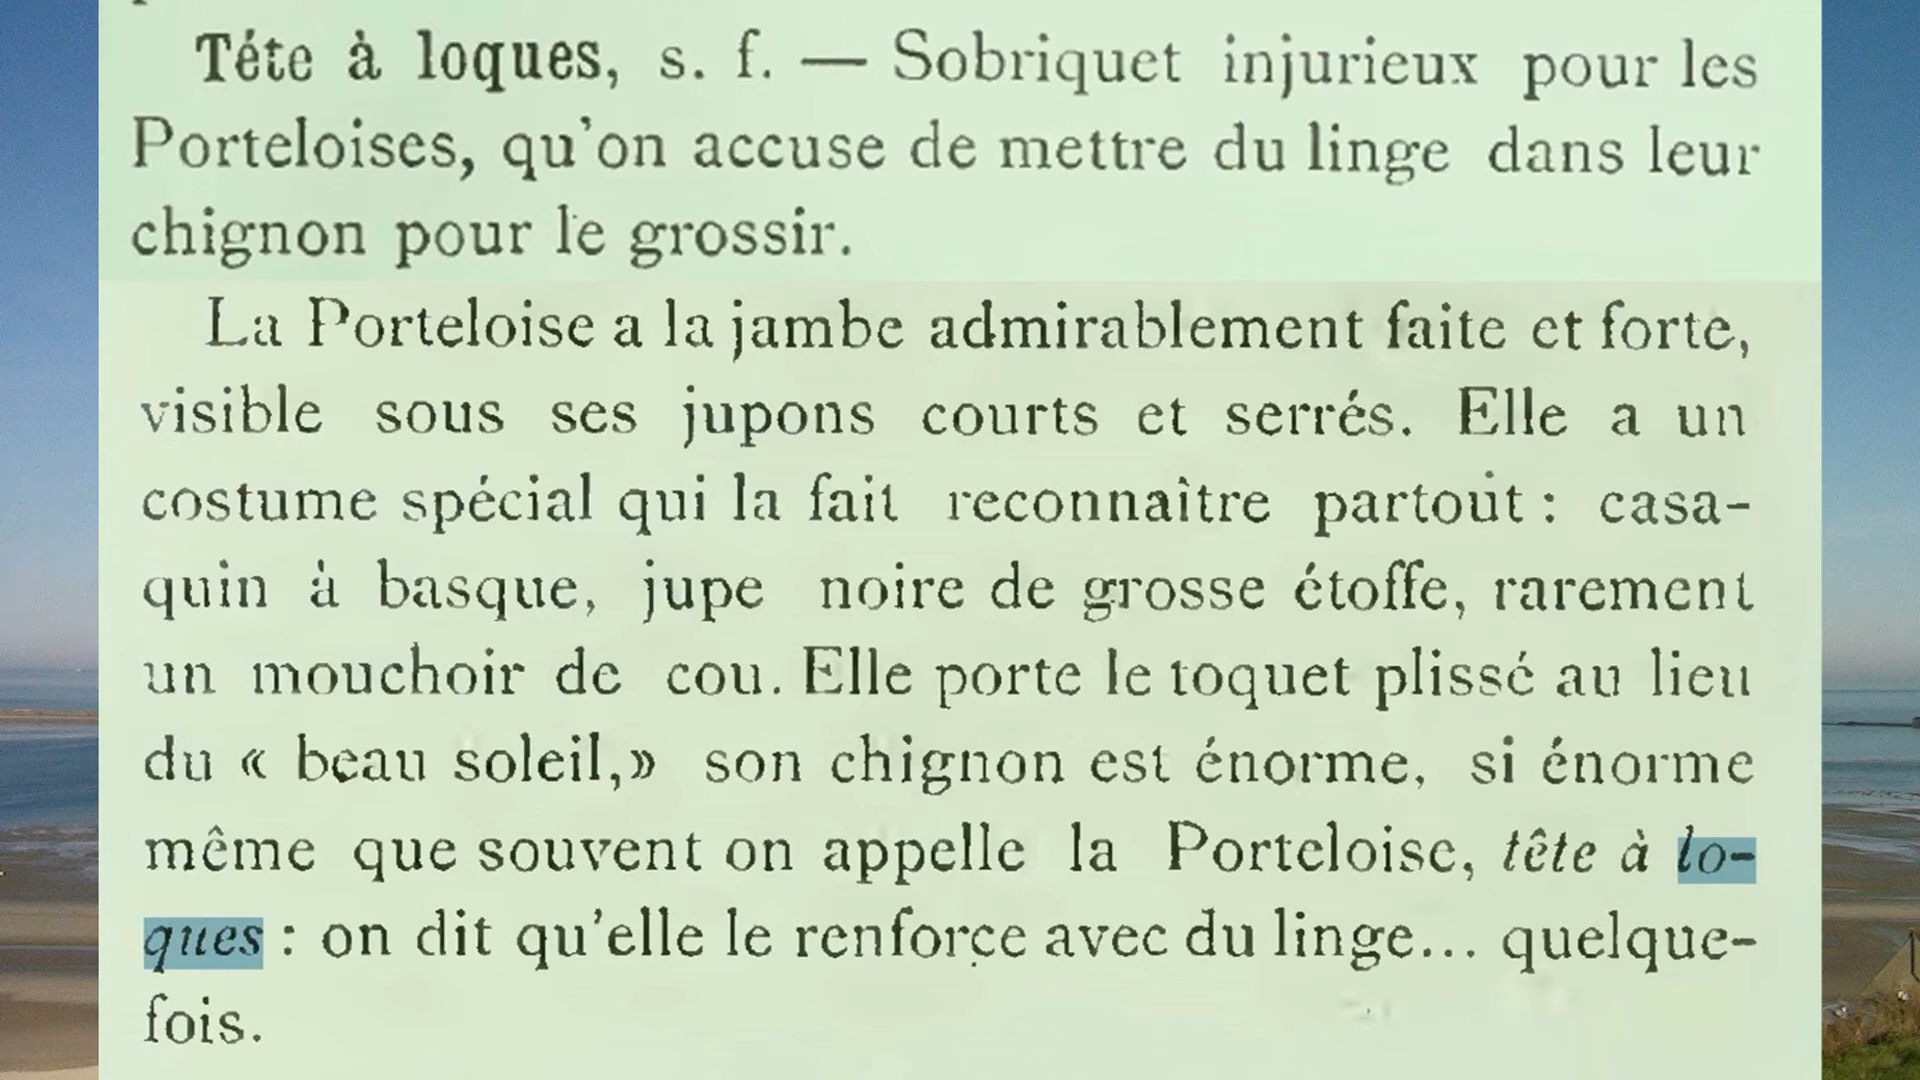 Tête à loques, s. f. — Sobriquet injurieux pour les
Porteloises, qu'on accuse de mettre du linge dans leur
chignon pour le grossir.
La Porteloise a la jambe admirablement faite et forte,
visible sous ses jupons courts et serrés. Elle a un
costume spécial qui la fait reconnaître partout : casa-
quin à basque, jupe noire de grosse étoffe, rarement
un mouchoir de cou. Elle porte le toquet plissé au lieu
du « beau soleil,» son chignon est énorme, si énorme
même que souvent on appelle la Porteloise, tête à lo-
ques : on dit qu'elle le renforce avec du linge... quelque-
fois.